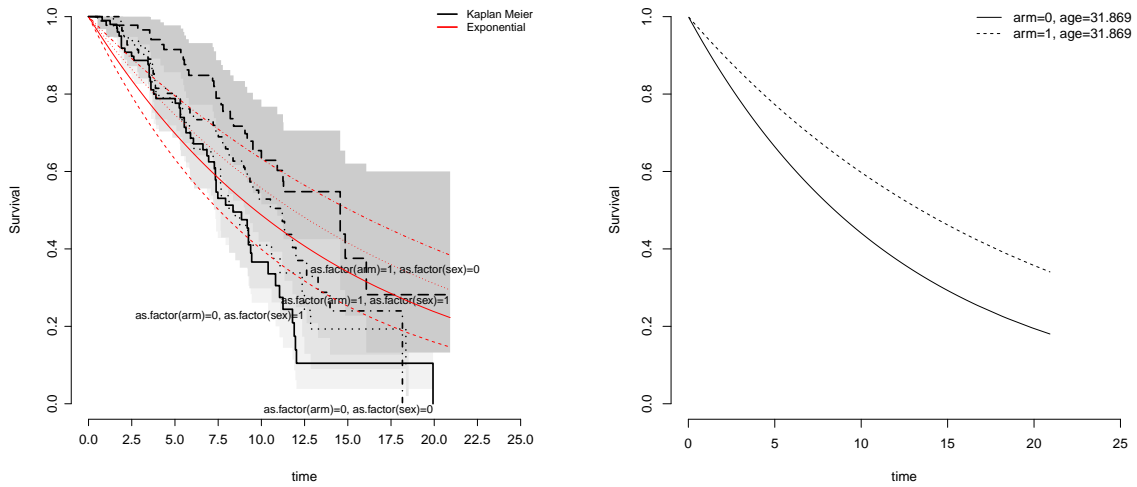 Kaplan Meier
Exponential
Survival
1.0
0.8
0.6
0.4
0.2
0.0
as.factor(arm)=1, as.factor(sex)=0
as.factor(arm)=1, as.factor(sex)=1
as.factor(arm)=0, as.factor(sex)=1
as.factor(arm)=0, as.factor(sex)=0
0.0 2.5 5.0 7.5 10.0 12.5 15.0 17.5 20.0 22.5 25.0
time
arm=0, age=31.869
arm=1, age=31.869
Survival
1.0
0.8
0.6
0.4
0.2
0.0
0 5 10 15 20 25
time